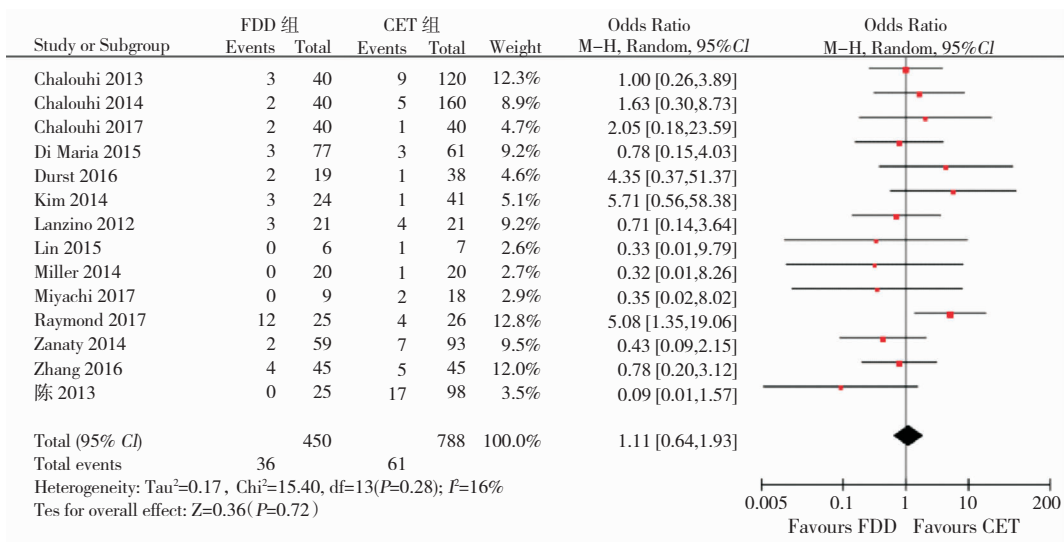 FDD 组 CET 组 Odds Ratio Odds Ratio
Study or Subgroup Events Total Events Total Weight M-H, Random, 95%CI M-H, Random, 95%CI
Chalouhi 2013 3 40 9 120 12.3% 1.00 [0.26,3.89]
Chalouhi 2014 2 40 5 160 8.9% 1.63 [0.30,8.73]
Chalouhi 2017 2 40 1 40 4.7% 2.05 [0.18,23.59]
Di Maria 2015 3 77 3 61 9.2% 0.78 [0.15,4.03]
Durst 2016 2 19 1 38 4.6% 4.35 [0.37,51.37]
Kim 2014 3 24 1 41 5.1% 5.71 [0.56,58.38]
Lanzino 2012 3 21 4 21 9.2% 0.71 [0.14,3.64]
Lin 2015 0 6 1 7 2.6% 0.33 [0.01,9.79]
Miller 2014 0 20 1 20 2.7% 0.32 [0.01,8.26]
Miyachi 2017 0 9 2 18 2.9% 0.35 [0.02,8.02]
Raymond 2017 12 25 4 26 12.8% 5.08 [1.35,19.06]
Zanaty 2014 2 59 7 93 9.5% 0.43 [0.09,2.15]
Zhang 2016 4 45 5 45 12.0% 0.78 [0.20,3.12]
陈 2013 0 25 17 98 3.5% 0.09 [0.01,1.57]
Total (95% CI) 450 788 100.0% 1.11 [0.64,1.93]
Total events 36 61
Heterogeneity: Tau²=0.17, Chi²=15.40, df=13(P=0.28); I²=16%
Tes for overall effect: Z=0.36(P=0.72)
0.005 0.1 1 10 200
Favours FDD Favours CET